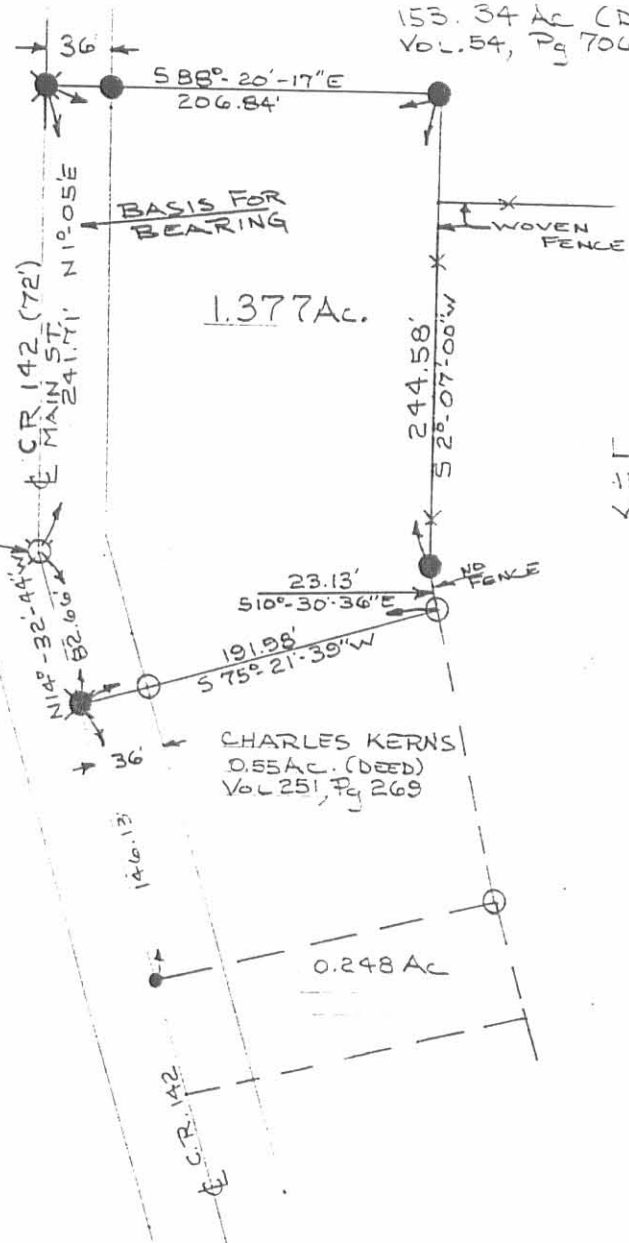 153.34 Ac
Vol. 54, Pg 706
36'
S 88°-20'-17"E
206.84'
BASIS FOR
BEARING
WOVEN
FENCE
1.377 Ac.
C.R. 142 (72')
MAIN ST.
241.71' N 1°-05'E
244.58'
S 2°-07'-00"W
NO
FENCE
23.13'
S10°-30'-36"E
N14°-32'-44"W
82.66'
191.98'
S 75°-21'-39"W
36'
CHARLES KERNS
0.55 Ac. (DEED)
Vol 251, Pg 269
146.13'
0.248 Ac
C.R. 142